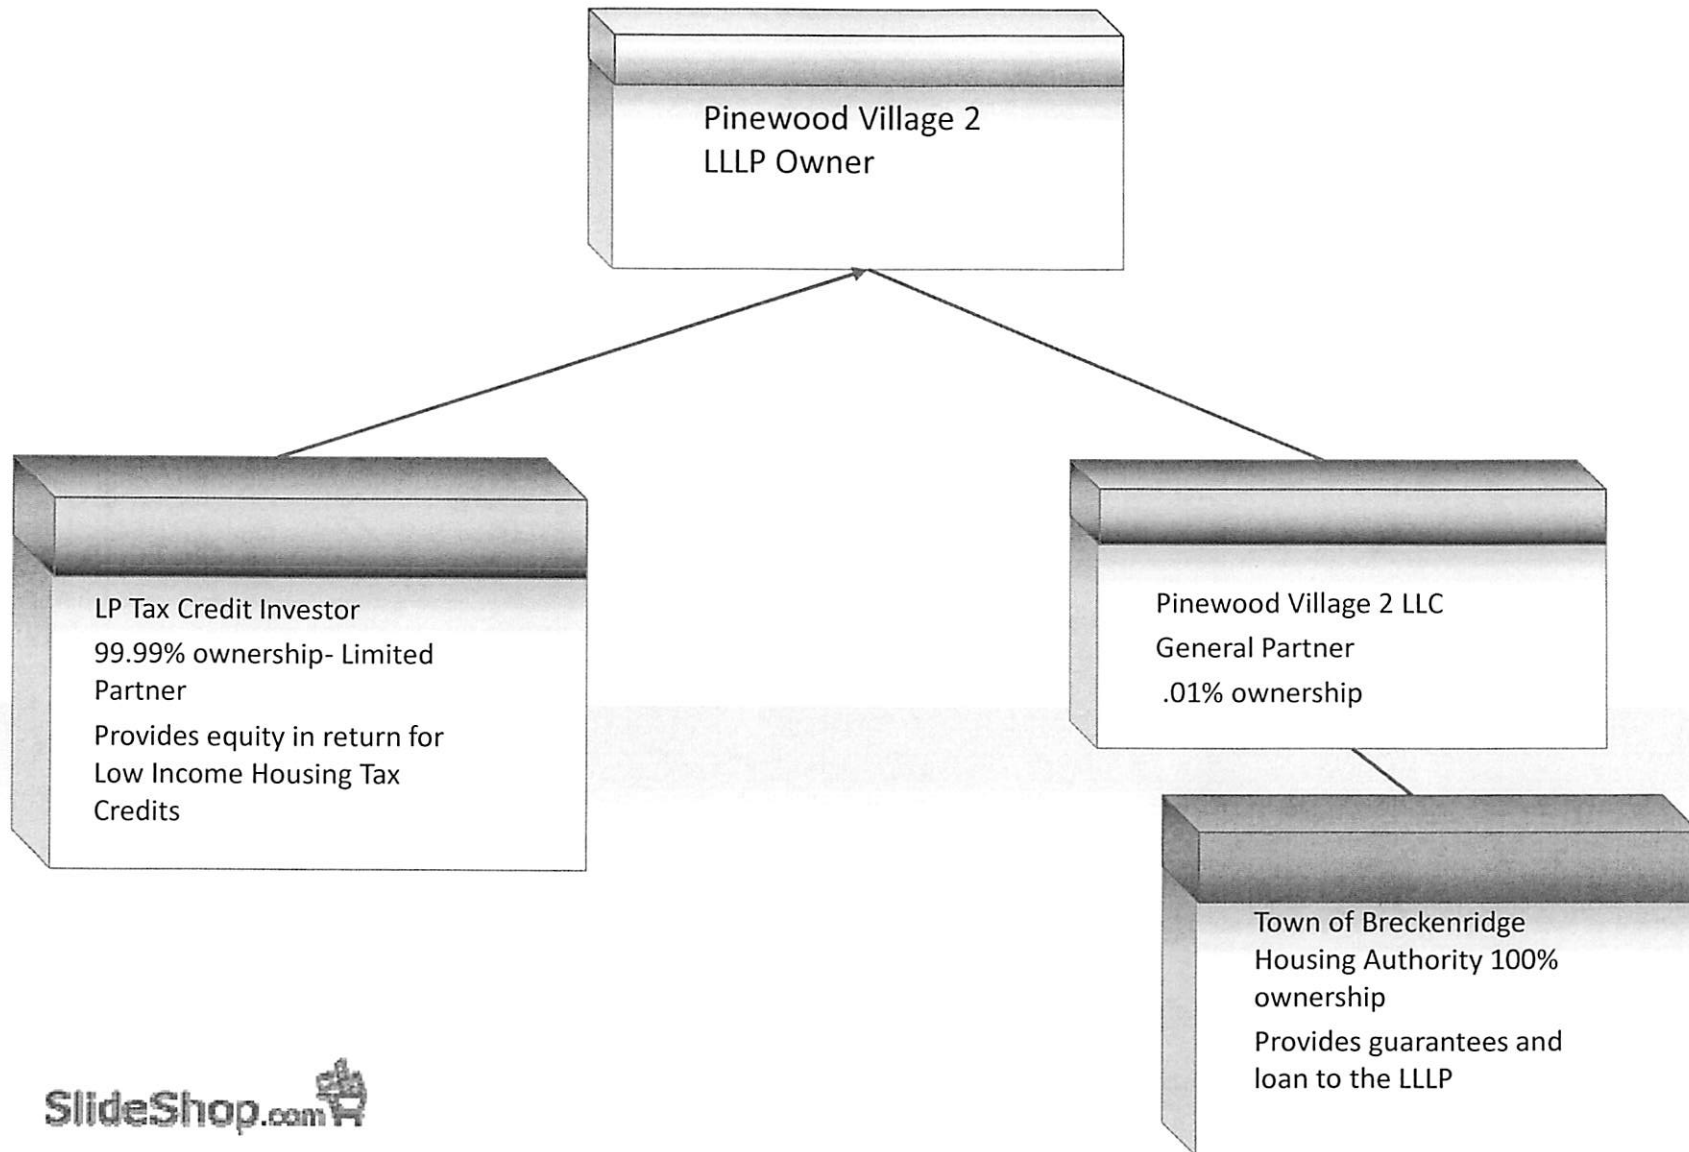 Pinewood Village 2
LLLP Owner
LP Tax Credit Investor
99.99% ownership- Limited
Partner
Provides equity in return for
Low Income Housing Tax
Credits
Pinewood Village 2 LLC
General Partner
.01% ownership
Town of Breckenridge
Housing Authority 100%
ownership
Provides guarantees and
loan to the LLLP
SlideShop.com